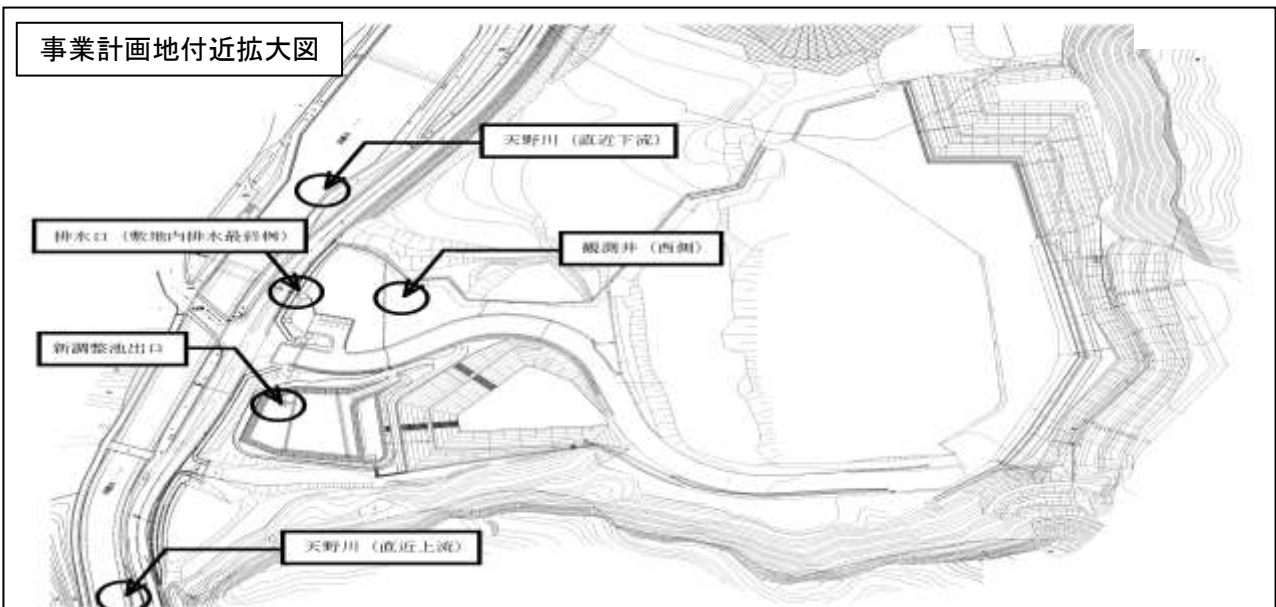 事業計画地付近拡大図
天野川（直近下流）
排水口（敷地内排水最終桝）
観測井（西側）
新調整池出口
天野川（直近上流）